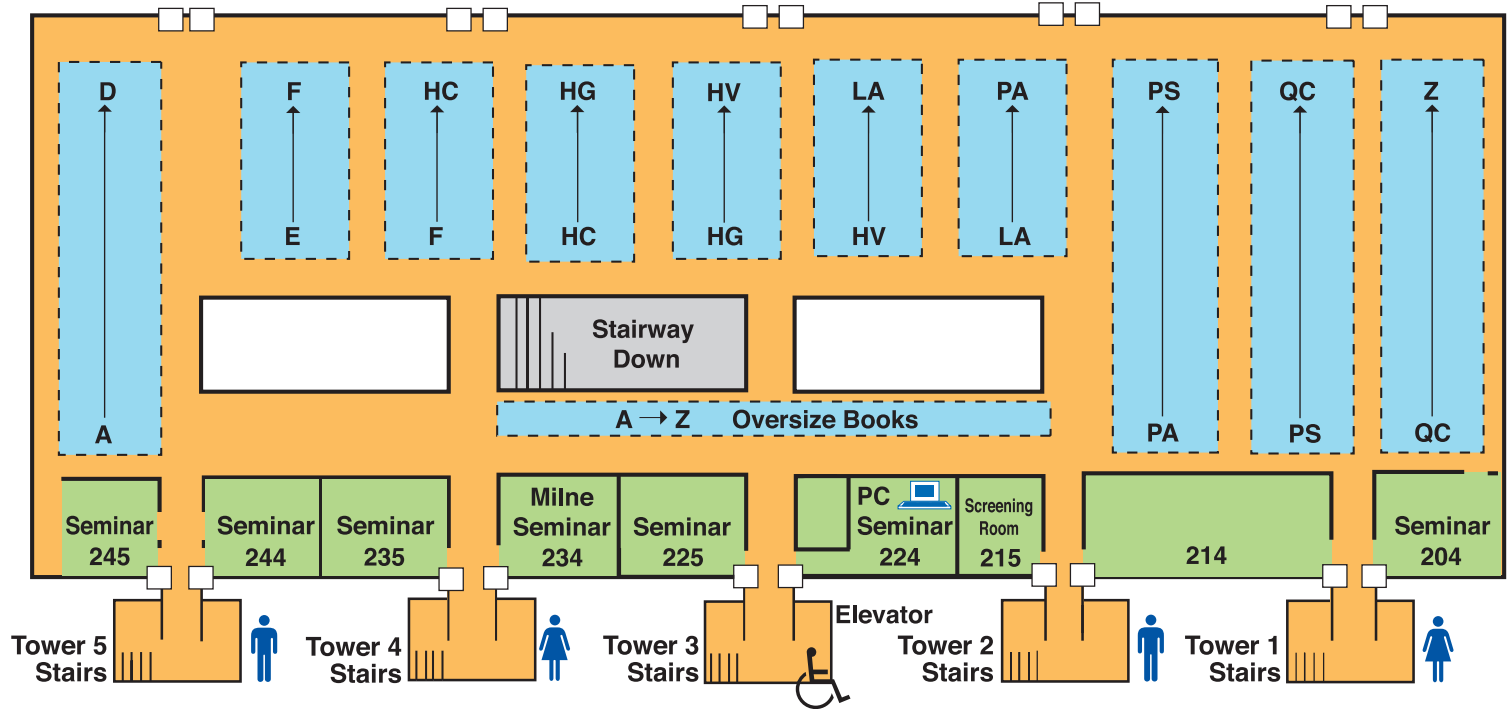 D
F
HC
HG
HV
LA
PA
PS
QC
Z
E
F
HC
HG
HV
LA
Stairway
Down
A → Z Oversize Books
A
PA
PS
QC
Seminar
245
Seminar
244
Seminar
235
Milne
Seminar
234
Seminar
225
PC
Seminar
224
Screening
Room
215
214
Seminar
204
Tower 5
Stairs
Tower 4
Stairs
Tower 3
Stairs
Elevator
Tower 2
Stairs
Tower 1
Stairs